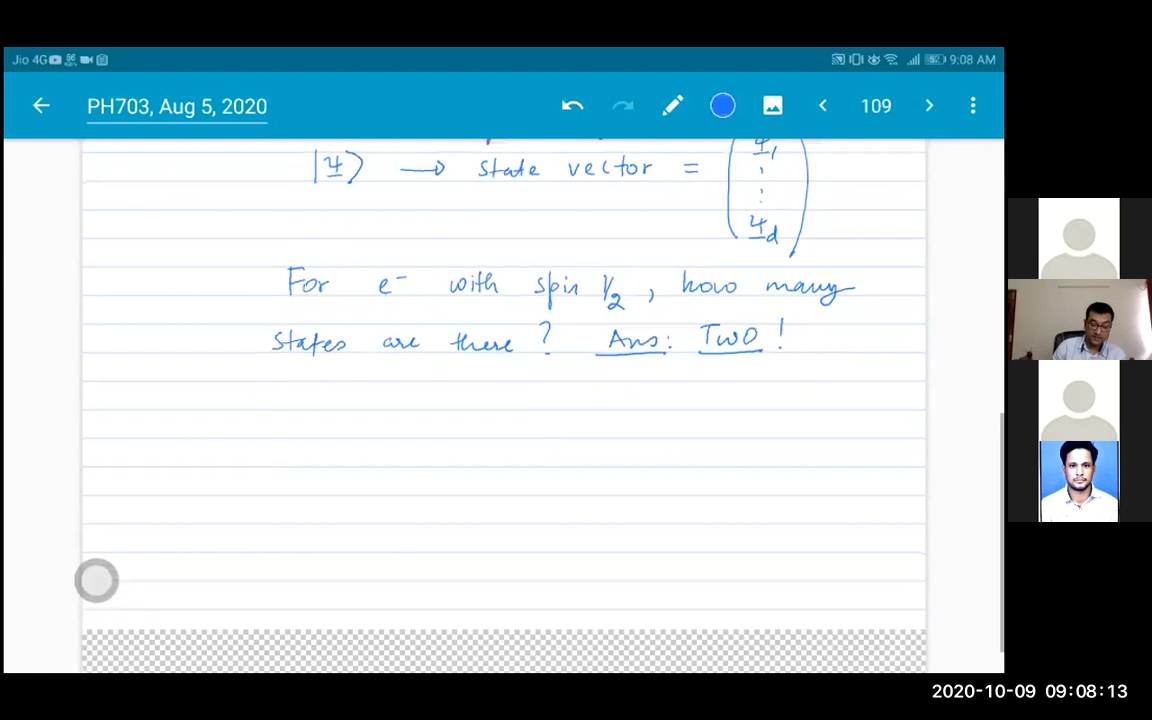 Jio 4G 9:08 AM
PH703, Aug 5, 2020 109
Ψ1
|Ψ⟩ → state vector = ⋮
Ψd
For e⁻ with spin 1/2, how many
states are there? Ans: TWO!
2020-10-09 09:08:13